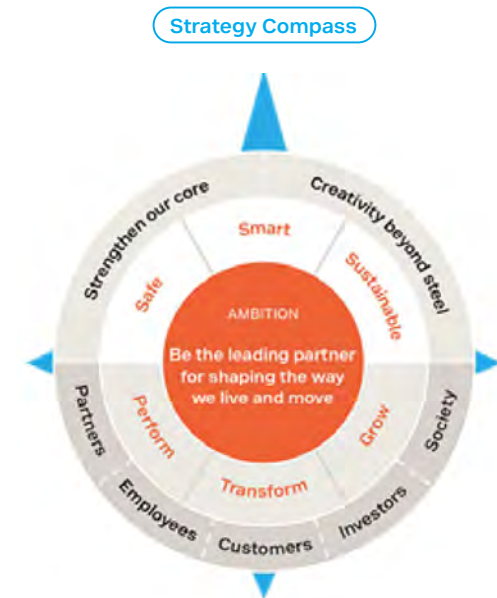 Strategy Compass
Strengthen our core
Creativity beyond steel
Safe
Smart
Sustainable
AMBITION
Be the leading partner
for shaping the way
we live and move
Perform
Transform
Grow
Partners
Employees
Customers
Investors
Society